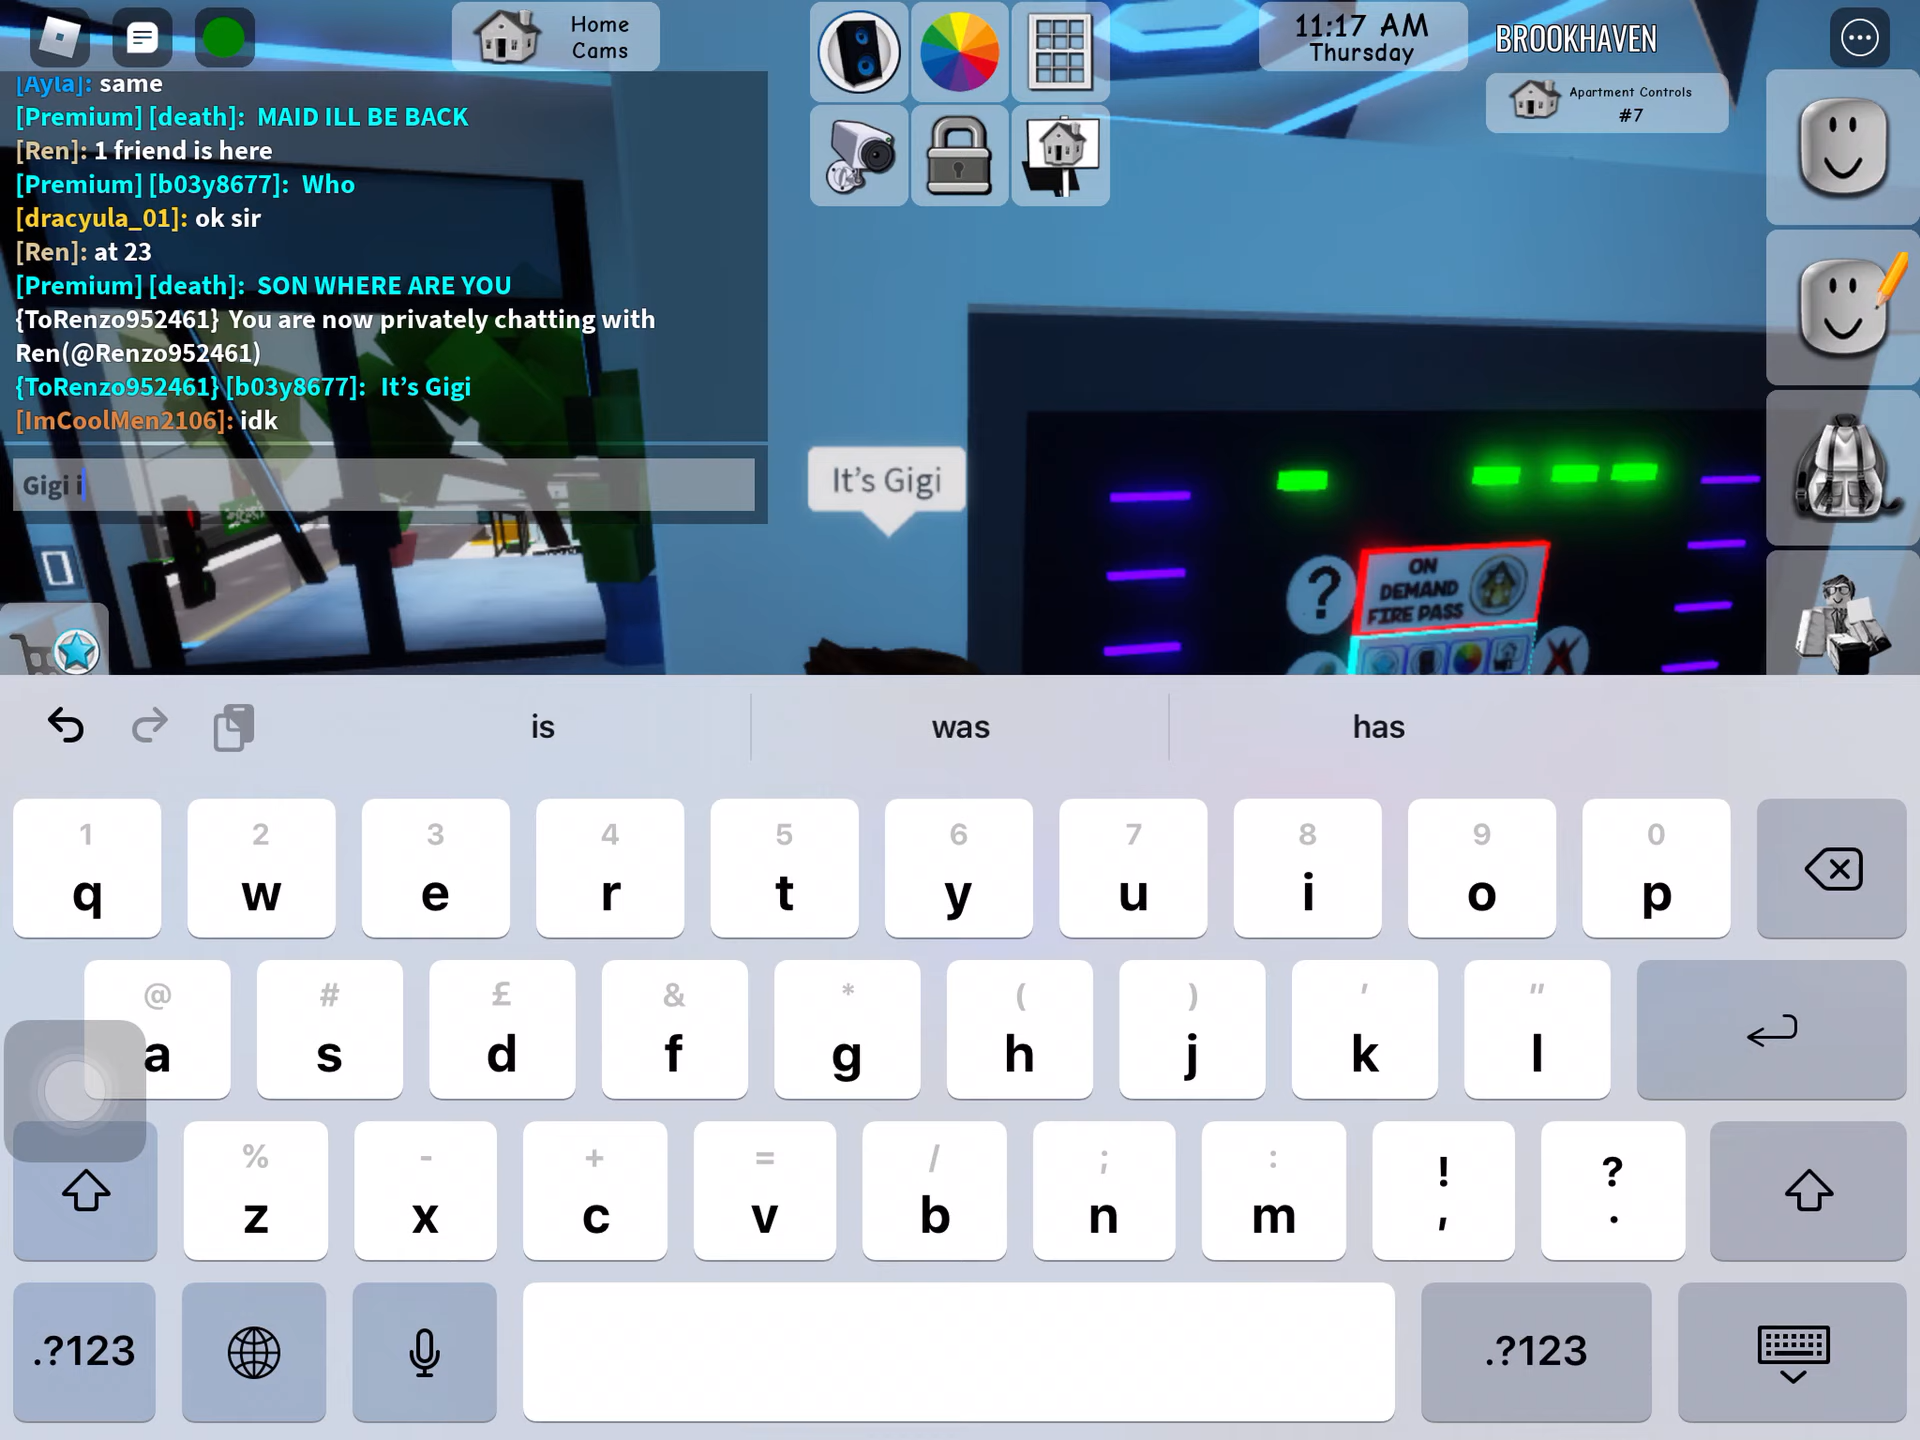 Home
Cams
11:17 AM
Thursday
BROOKHAVEN
Apartment Controls
#7
[Ayla]: same
[Premium] [death]: MAID ILL BE BACK
[Ren]: 1 friend is here
[Premium] [b03y8677]: Who
[dracyula_01]: ok sir
[Ren]: at 23
[Premium] [death]: SON WHERE ARE YOU
{ToRenzo952461} You are now privately chatting with
Ren(@Renzo952461)
{ToRenzo952461} [b03y8677]: It’s Gigi
[ImCoolMen2106]: idk
Gigi i
It’s Gigi
?
ON
DEMAND
FIRE PASS
is was has
1 2 3 4 5 6 7 8 9 0
q w e r t y u i o p
@ # £ & * ( ) ' "
a s d f g h j k l
% - + = / ; : ! ?
z x c v b n m , .
.?123 .?123